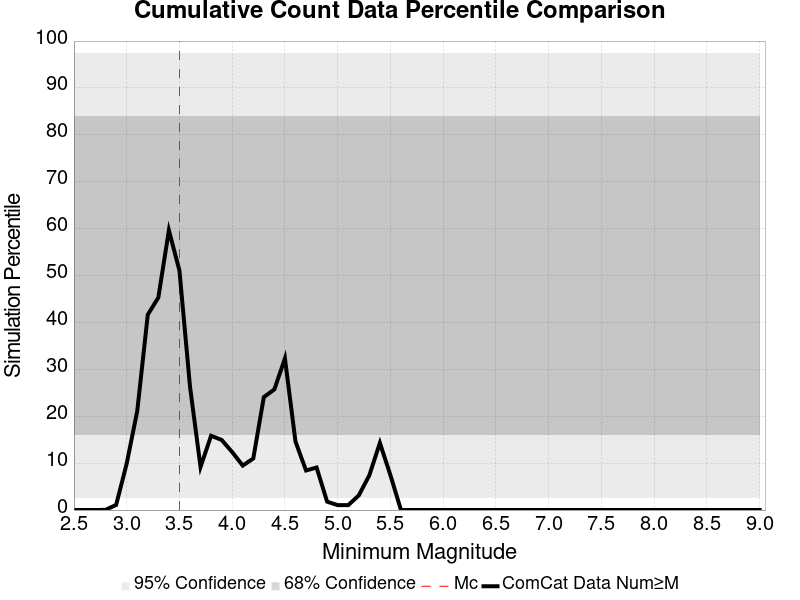 Cumulative Count Data Percentile Comparison
100
90
80
70
60
50
40
30
20
10
0
Simulation Percentile
2.5 3.0 3.5 4.0 4.5 5.0 5.5 6.0 6.5 7.0 7.5 8.0 8.5 9.0
Minimum Magnitude
95% Confidence 68% Confidence Mc ComCat Data Num≥M